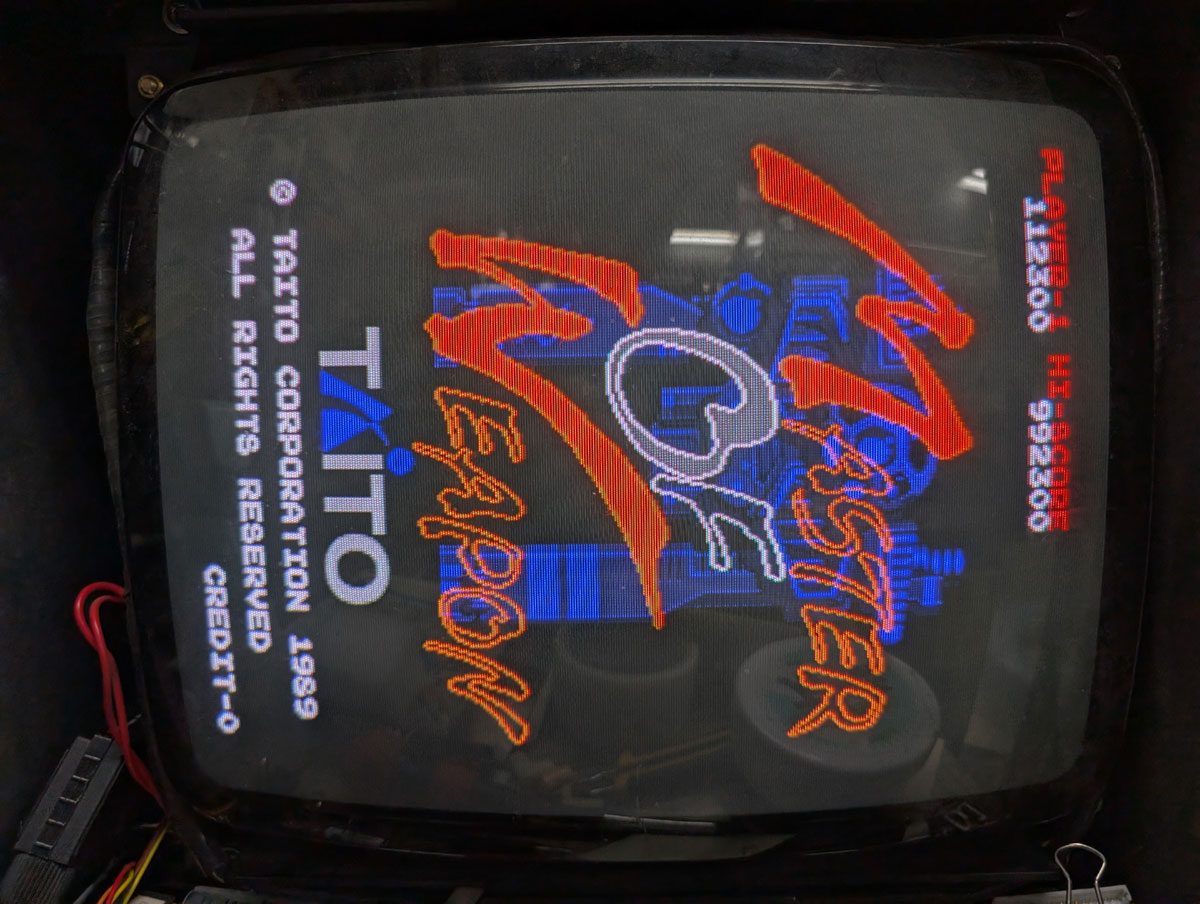 PLAYER-1 HI-SCORE
112300 992300
MASTER
OF
WEAPON
TAITO
© TAITO CORPORATION 1989
ALL RIGHTS RESERVED
CREDIT-0